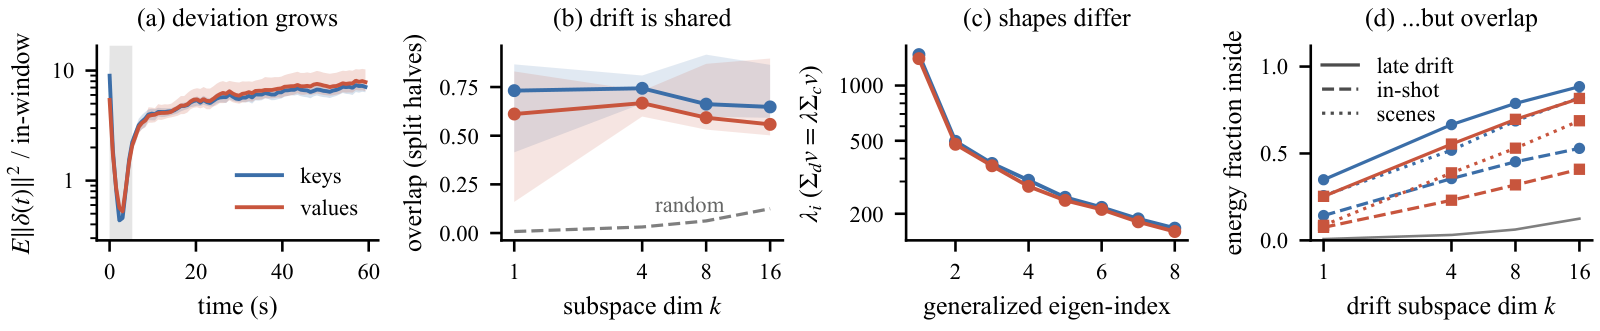 (a) deviation grows
E||δ(t)||² / in-window
10
1
0
20
40
60
time (s)
keys
values
(b) drift is shared
overlap (split halves)
0.75
0.50
0.25
0.00
random
1
4
8
16
subspace dim k
(c) shapes differ
λᵢ (Σ_d v = λΣ_c v)
1000
500
200
2
4
6
8
generalized eigen-index
(d) ...but overlap
energy fraction inside
1.0
0.5
0.0
late drift
in-shot
scenes
1
4
8
16
drift subspace dim k